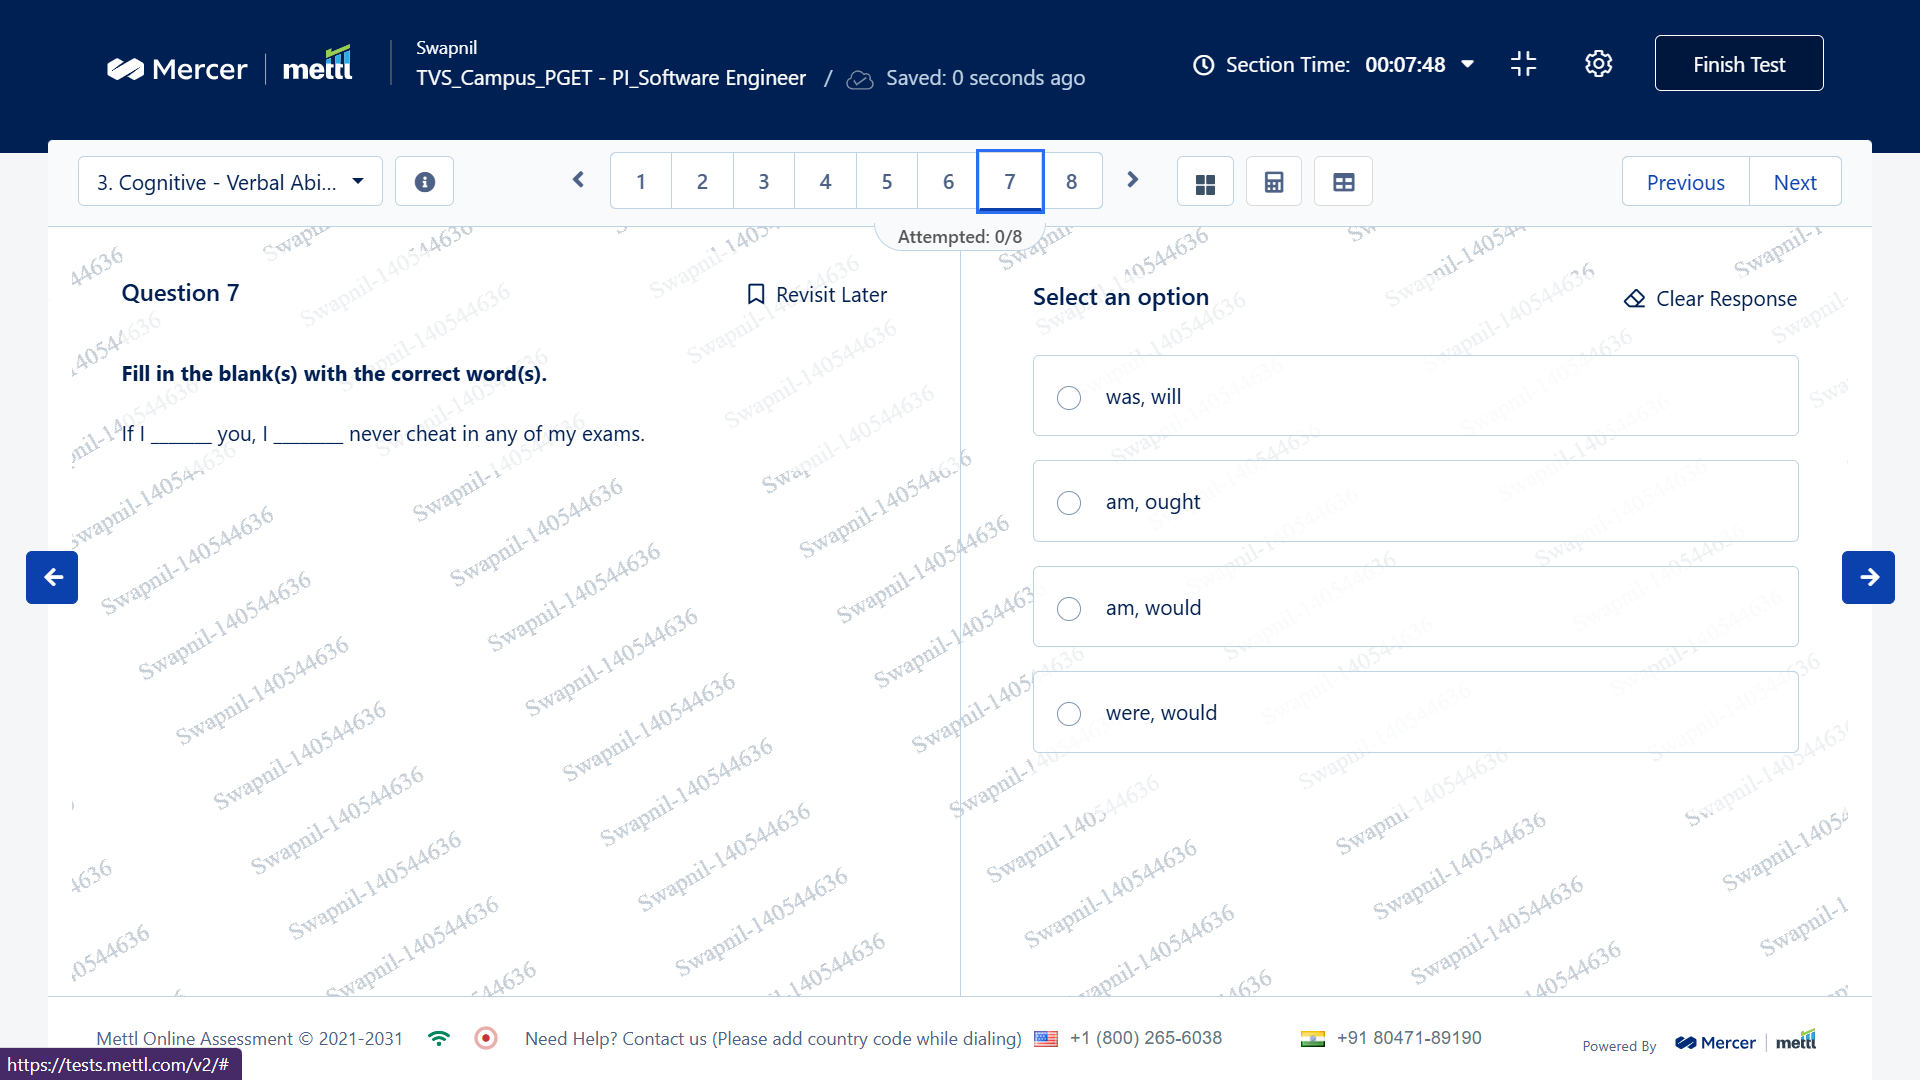 Mercer mettl
Swapnil
TVS_Campus_PGET - PI_Software Engineer / Saved: 0 seconds ago
Section Time: 00:07:48
Finish Test
3. Cognitive - Verbal Abi...
1 2 3 4 5 6 7 8
Previous Next
Attempted: 0/8
Question 7
Revisit Later
Fill in the blank(s) with the correct word(s).
If I ______ you, I _______ never cheat in any of my exams.
Select an option
Clear Response
was, will
am, ought
am, would
were, would
Swapnil-140544636
Mettl Online Assessment © 2021-2031
Need Help? Contact us (Please add country code while dialing) +1 (800) 265-6038 +91 80471-89190
Powered By Mercer mettl
https://tests.mettl.com/v2/#